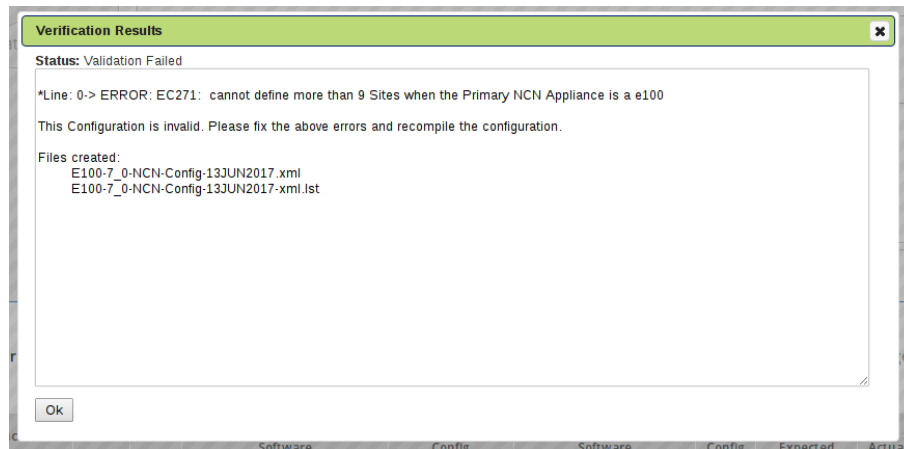 Verification Results
Status: Validation Failed
*Line: 0-> ERROR: EC271:  cannot define more than 9 Sites when the Primary NCN Appliance is a e100
This Configuration is invalid. Please fix the above errors and recompile the configuration.
Files created:
E100-7_0-NCN-Config-13JUN2017.xml
E100-7_0-NCN-Config-13JUN2017-xml.lst
Ok
Software Config Software Config Expected